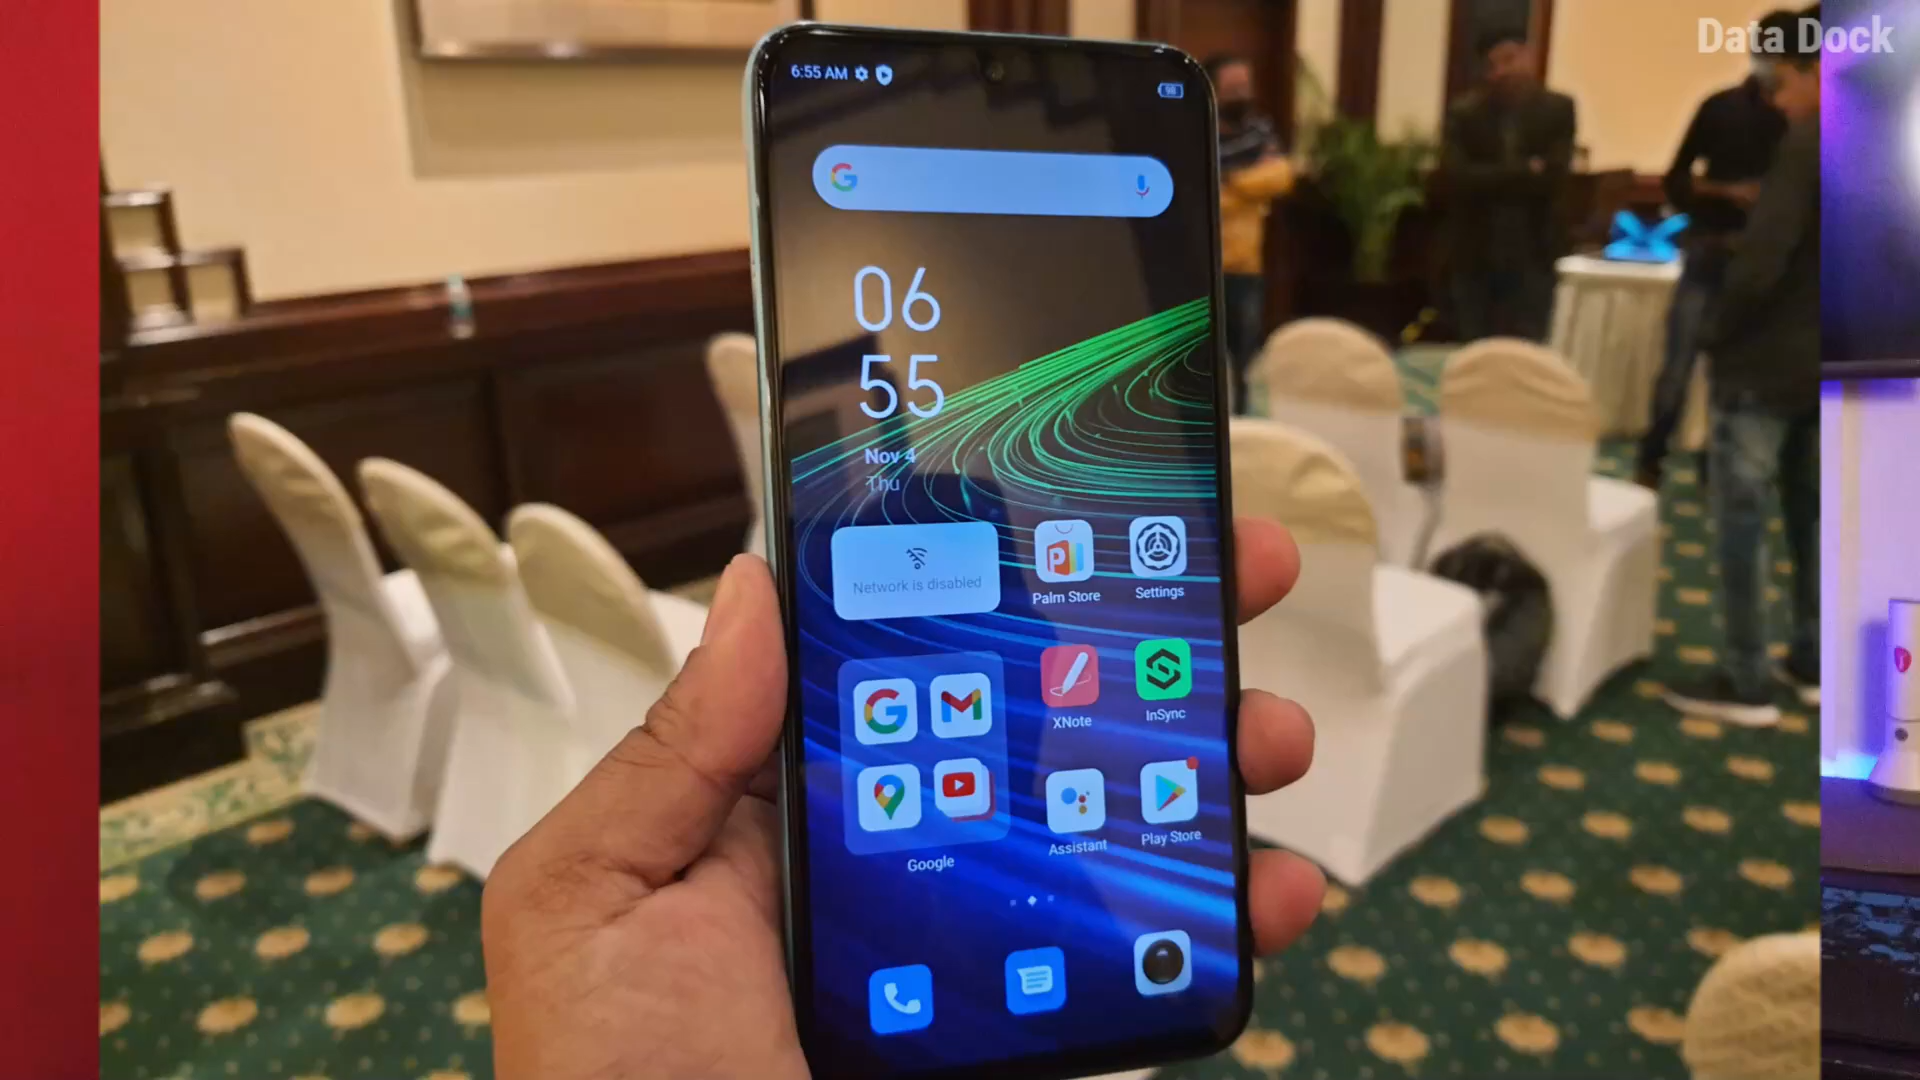 Data Dock
6:55 AM
98
06
55
Nov 4
Thu
Network is disabled
Palm Store
Settings
XNote
InSync
Google
Assistant
Play Store